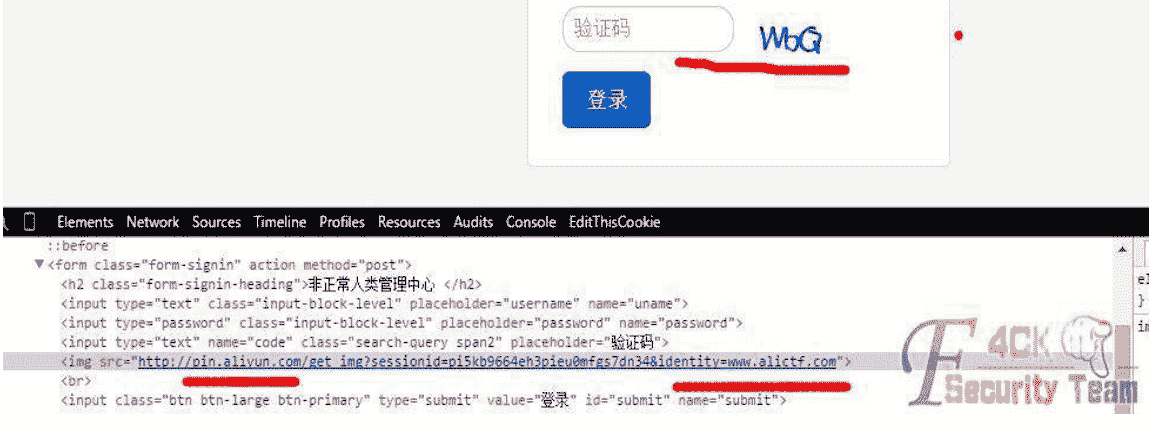 验证码
WbG
登录
Elements Network Sources Timeline Profiles Resources Audits Console EditThisCookie
::before
▼<form class="form-signin" action method="post">
<h2 class="form-signin-heading">非正常人类管理中心 </h2>
<input type="text" class="input-block-level" placeholder="username" name="uname">
<input type="password" class="input-block-level" placeholder="password" name="password">
<input type="text" name="code" class="search-query span2" placeholder="验证码">
<img src="http://pin.aliyun.com/get_img?sessionid=pi5kb9664eh3pieu0mfgs7dn34&identity=www.alictf.com">
<br>
<input class="btn btn-large btn-primary" type="submit" value="登录" id="submit" name="submit">
el
}
im
F4CK
Security Team